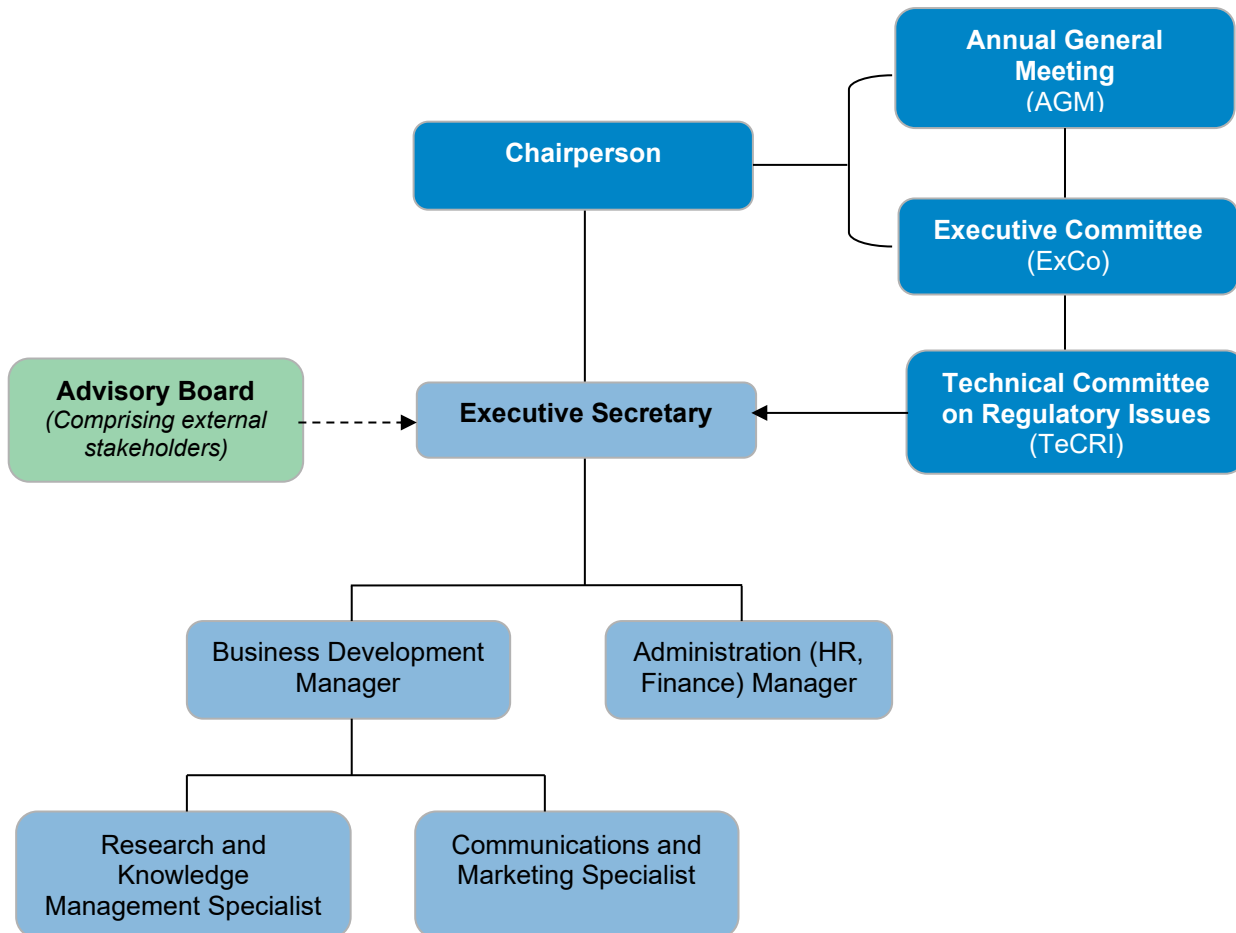 Annual General
Meeting
(AGM)
Chairperson
Executive Committee
(ExCo)
Technical Committee
on Regulatory Issues
(TeCRI)
Advisory Board
(Comprising external
stakeholders)
Executive Secretary
Business Development
Manager
Administration (HR,
Finance) Manager
Research and
Knowledge
Management Specialist
Communications and
Marketing Specialist